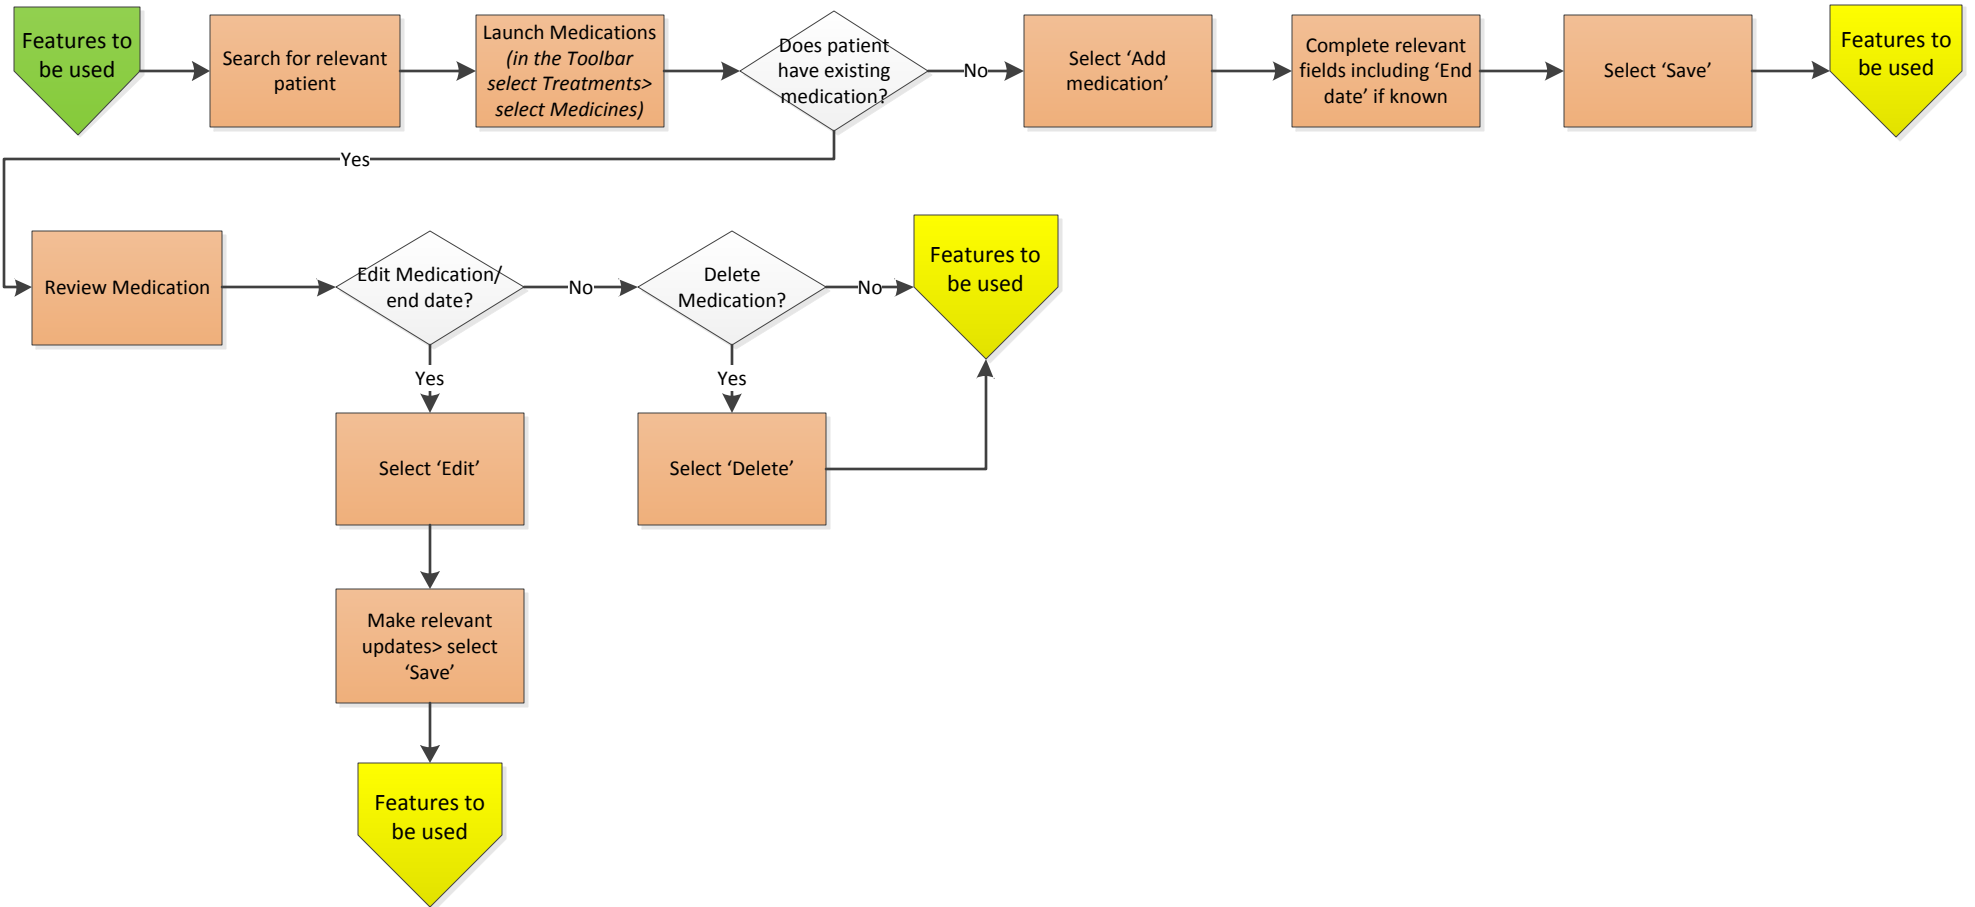 Features to
be used
Search for relevant
patient
Launch Medications
(in the Toolbar
select Treatments>
select Medicines)
Does patient
have existing
medication?
No
Select ‘Add
medication’
Complete relevant
fields including ‘End
date’ if known
Select ‘Save’
Features to
be used
Yes
Review Medication
Edit Medication/
end date?
No
Delete
Medication?
No
Features to
be used
Yes
Yes
Select ‘Edit’
Select ‘Delete’
Make relevant
updates> select
‘Save’
Features to
be used